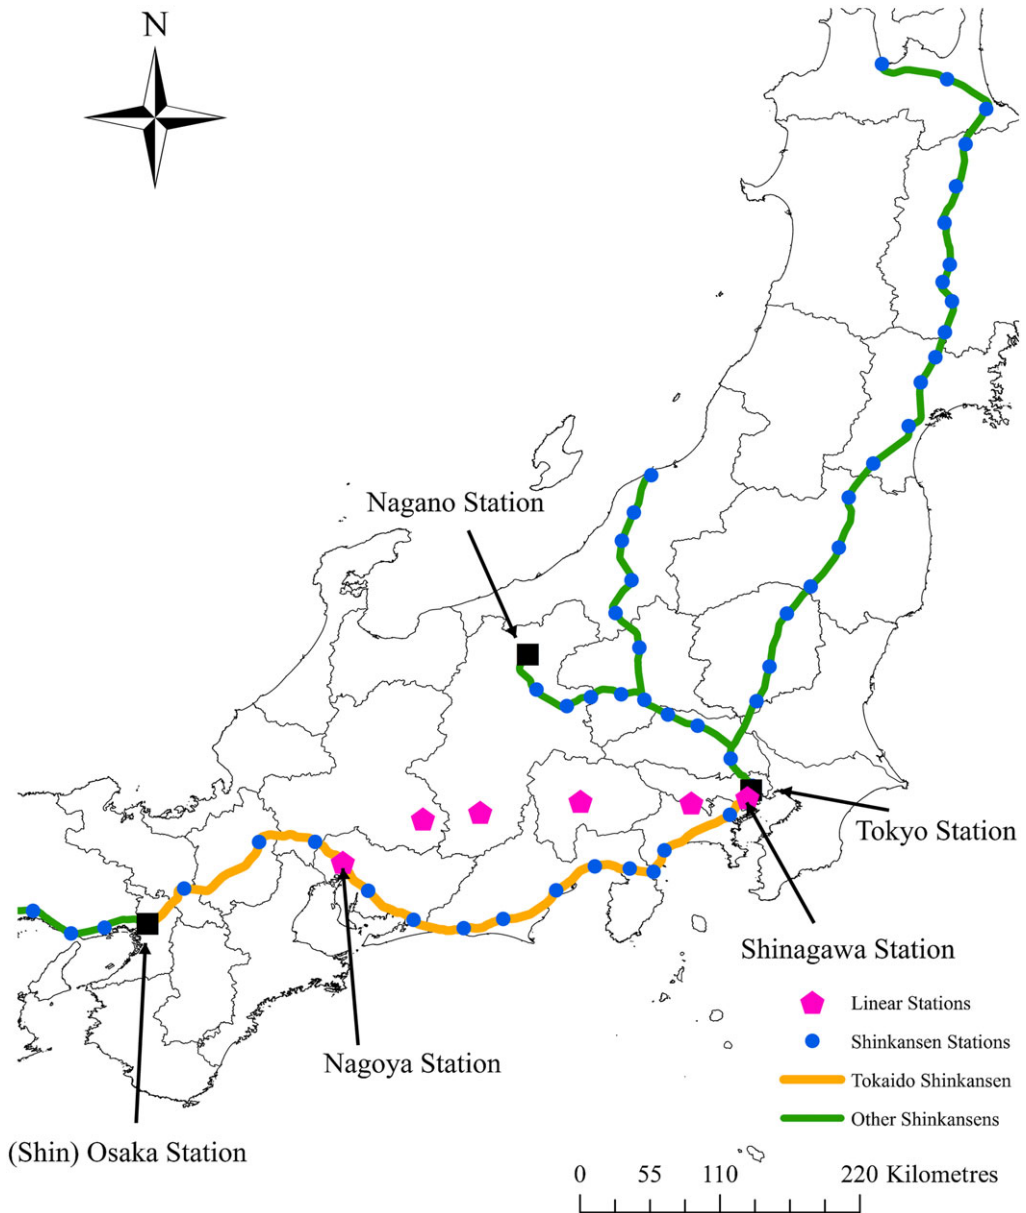 N
Nagano Station
Tokyo Station
Shinagawa Station
Nagoya Station
(Shin) Osaka Station
Linear Stations
Shinkansen Stations
Tokaido Shinkansen
Other Shinkansens
0 55 110 220 Kilometres